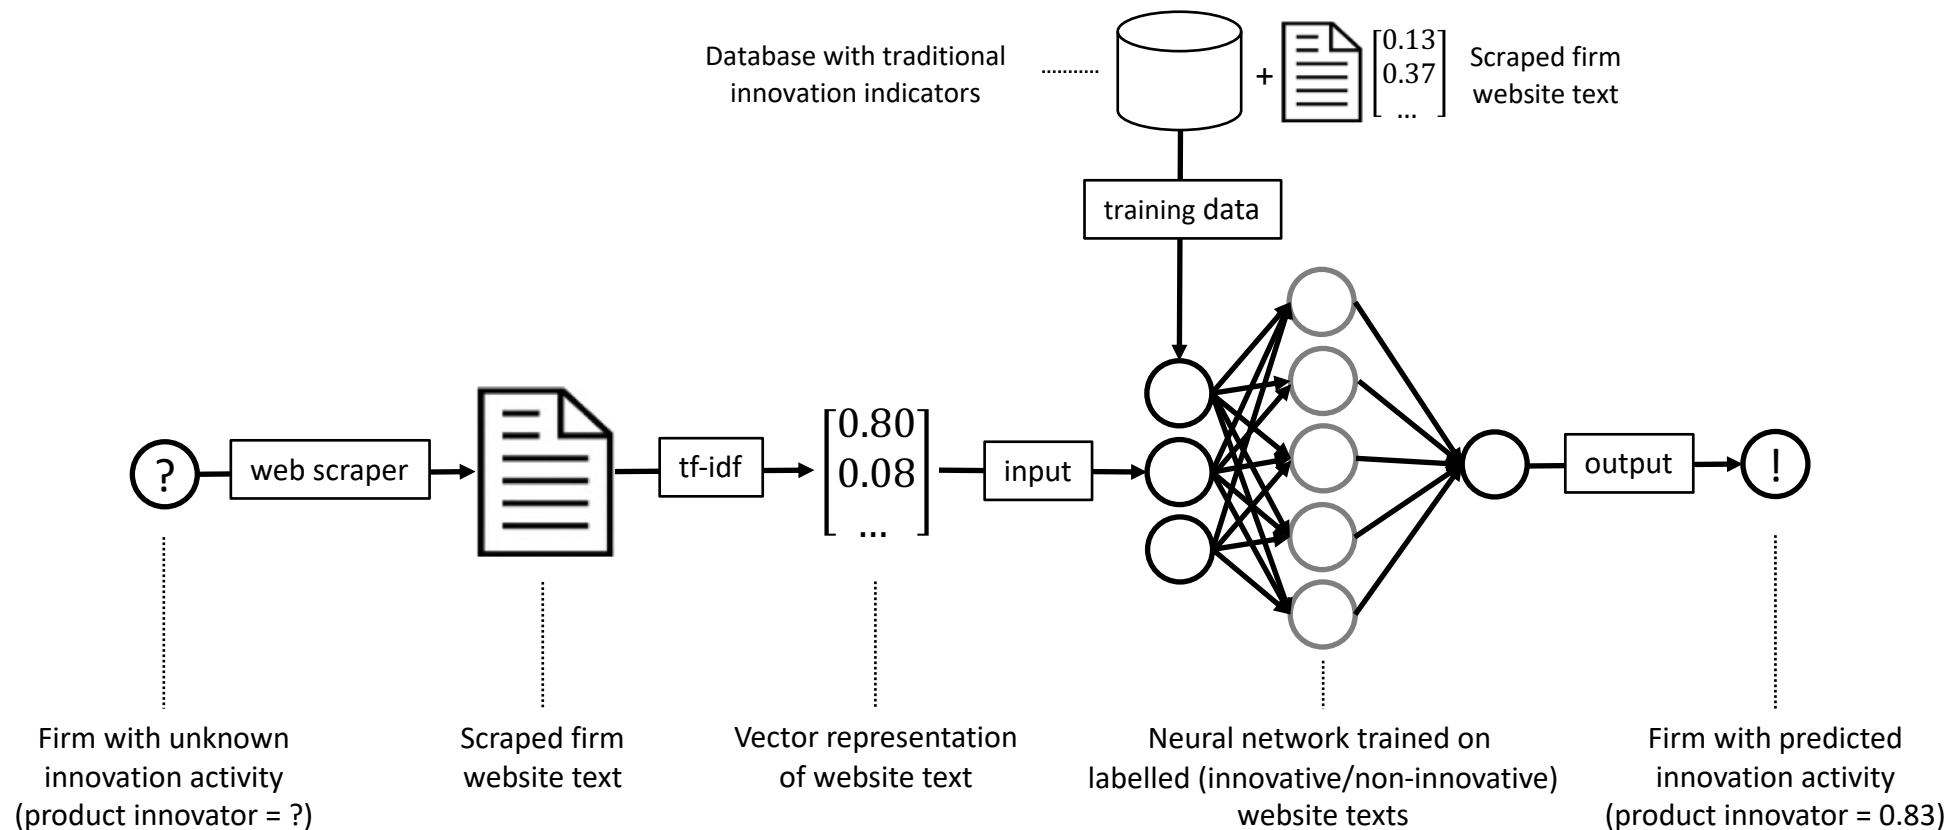 Database with traditional
innovation indicators
+
[0.13
0.37
...]
Scraped firm
website text
training data
?
web scraper
tf-idf
[0.80
0.08
...]
input
output
!
Firm with unknown
innovation activity
(product innovator = ?)
Scraped firm
website text
Vector representation
of website text
Neural network trained on
labelled (innovative/non-innovative)
website texts
Firm with predicted
innovation activity
(product innovator = 0.83)